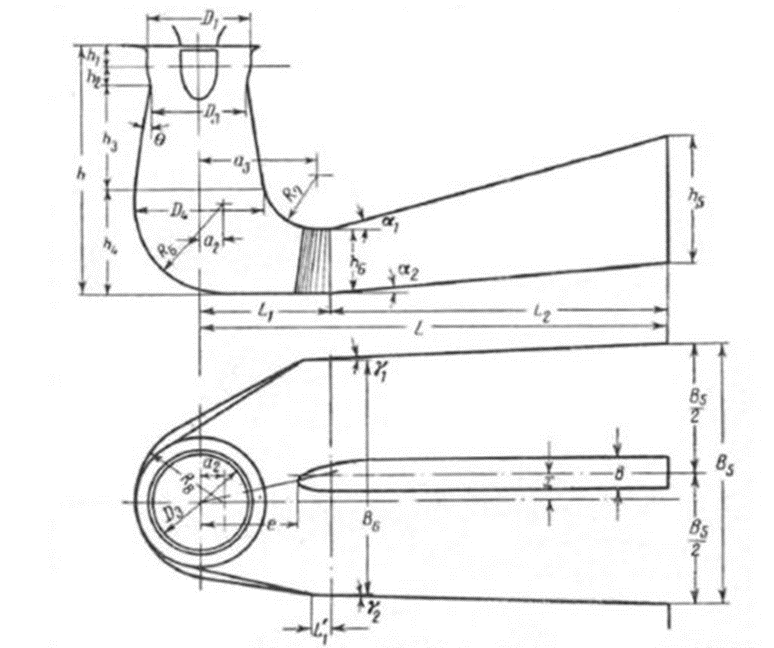 D₁
h₁
h₂
D₃
θ
h₃
a₃
h
R₇
D₄
α₁
h₅
R₆
a₂
h₄
h₆
α₂
L₁
L₂
L
γ₁
B₅/2
a₂
R₈
B
B₅
D₃
e
B₆
B₅/2
γ₂
L₁'